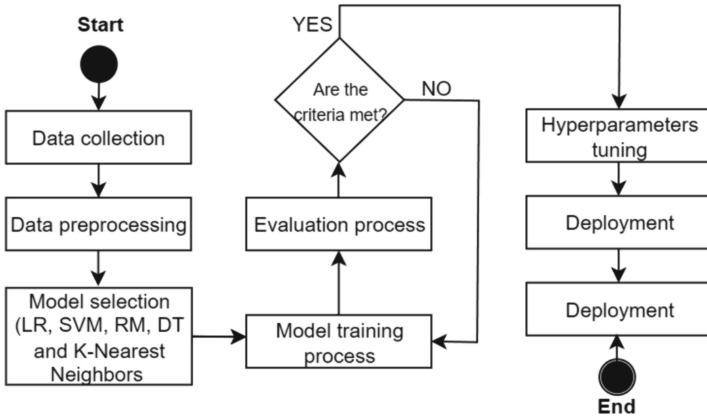 Start
Data collection
Data preprocessing
Model selection
(LR, SVM, RM, DT
and K-Nearest
Neighbors
Model training
process
Evaluation process
Are the
criteria met?
YES
NO
Hyperparameters
tuning
Deployment
Deployment
End